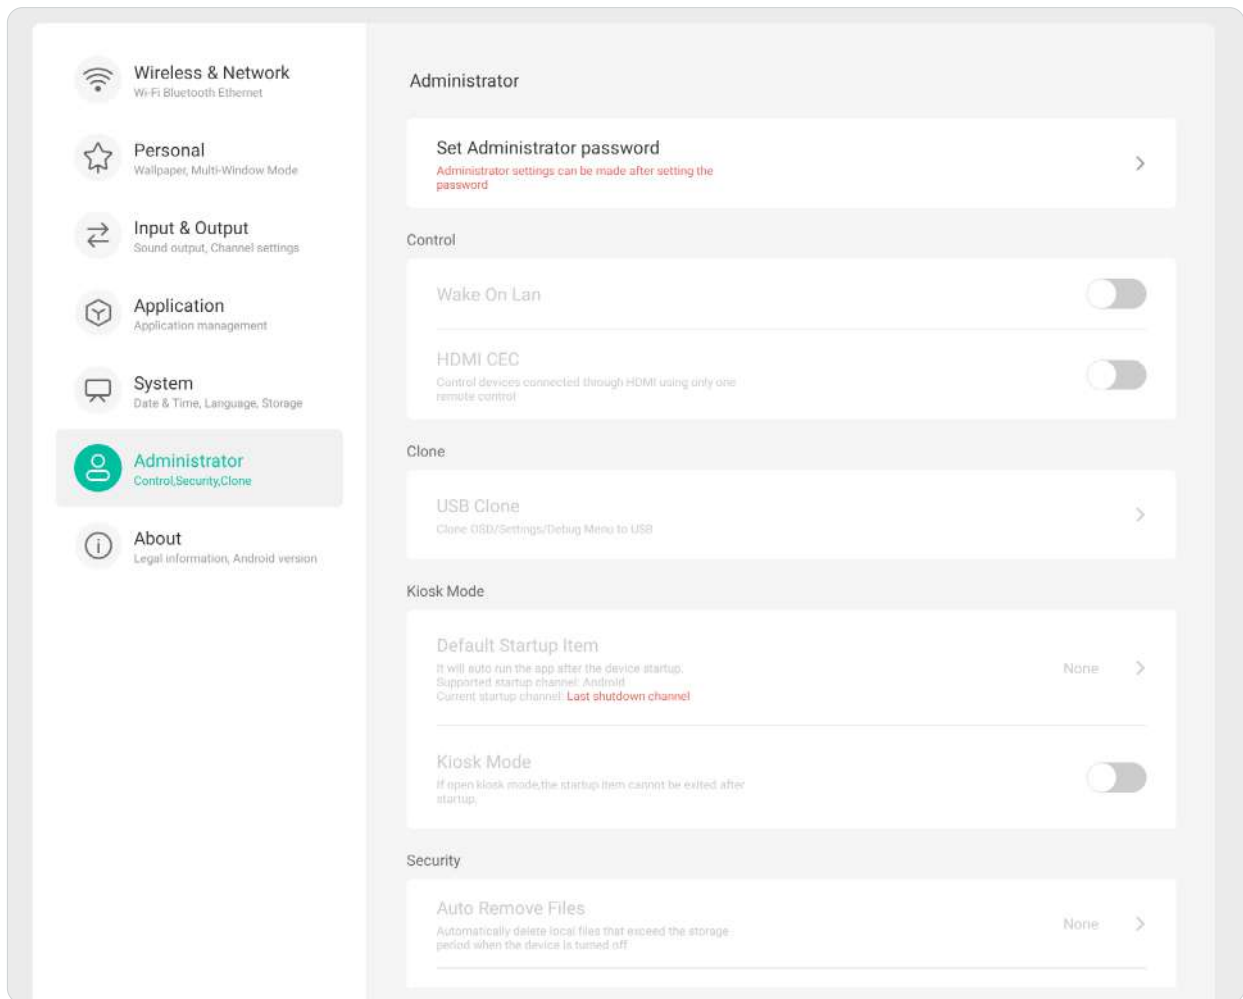 Wireless & Network
Wi-Fi Bluetooth Ethernet
Personal
Wallpaper, Multi-Window Mode
Input & Output
Sound output, Channel settings
Application
Application management
System
Date & Time, Language, Storage
Administrator
Control,Security,Clone
About
Legal information, Android version
Administrator
Set Administrator password
Administrator settings can be made after setting the
password
Control
Wake On Lan
HDMI CEC
Control devices connected through HDMI using only one
remote control
Clone
USB Clone
Clone OSD/Settings/Debug Menu to USB
Kiosk Mode
Default Startup Item
It will auto run the app after the device startup.
Supported startup channel: Android
Current startup channel: Last shutdown channel
None
Kiosk Mode
If open kiosk mode,the startup item cannot be exited after
startup.
Security
Auto Remove Files
Automatically delete local files that exceed the storage
period when the device is turned off
None